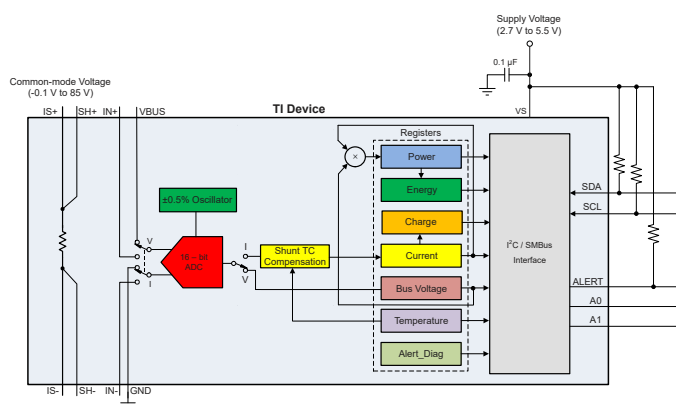 Supply Voltage
(2.7 V to 5.5 V)
0.1 µF
Common-mode Voltage
(-0.1 V to 85 V)
IS+
SH+
IN+
VBUS
TI Device
VS
Registers
Power
Energy
Charge
Current
Bus Voltage
Temperature
Alert_Diag
±0.5% Oscillator
16 – bit
ADC
V
I
I
V
Shunt TC
Compensation
I²C / SMBus
Interface
SDA
SCL
ALERT
A0
A1
IS-
SH-
IN-
GND